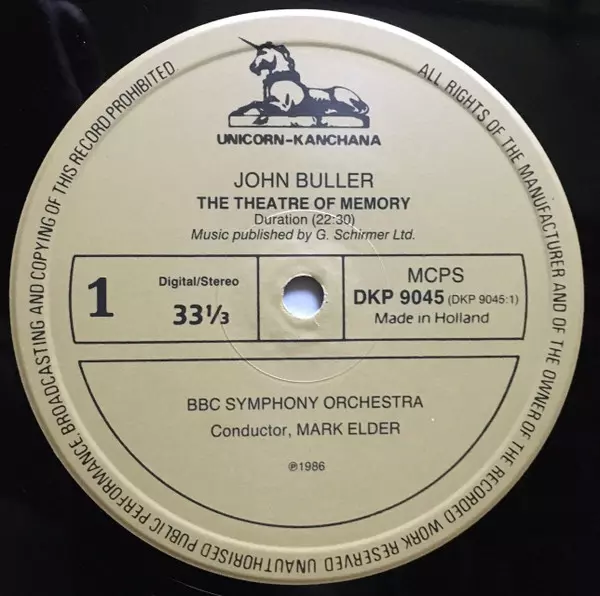 UNICORN-KANCHANA
JOHN BULLER
THE THEATRE OF MEMORY
Duration (22:30)
Music published by G. Schirmer Ltd.
1
Digital/Stereo
33⅓
MCPS
DKP 9045 (DKP 9045:1)
Made in Holland
BBC SYMPHONY ORCHESTRA
Conductor, MARK ELDER
℗1986
ALL RIGHTS OF THE MANUFACTURER AND OF THE OWNER OF THE RECORDED WORK RESERVED UNAUTHORISED PUBLIC PERFORMANCE, BROADCASTING AND COPYING OF THIS RECORD PROHIBITED